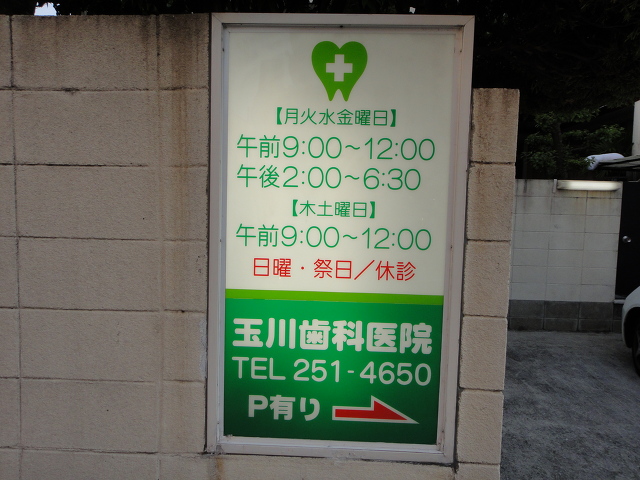 【月火水金曜日】
午前9:00～12:00
午後2:00～6:30
【木土曜日】
午前9:00～12:00
日曜・祭日／休診
玉川歯科医院
TEL 251-4650
P有り